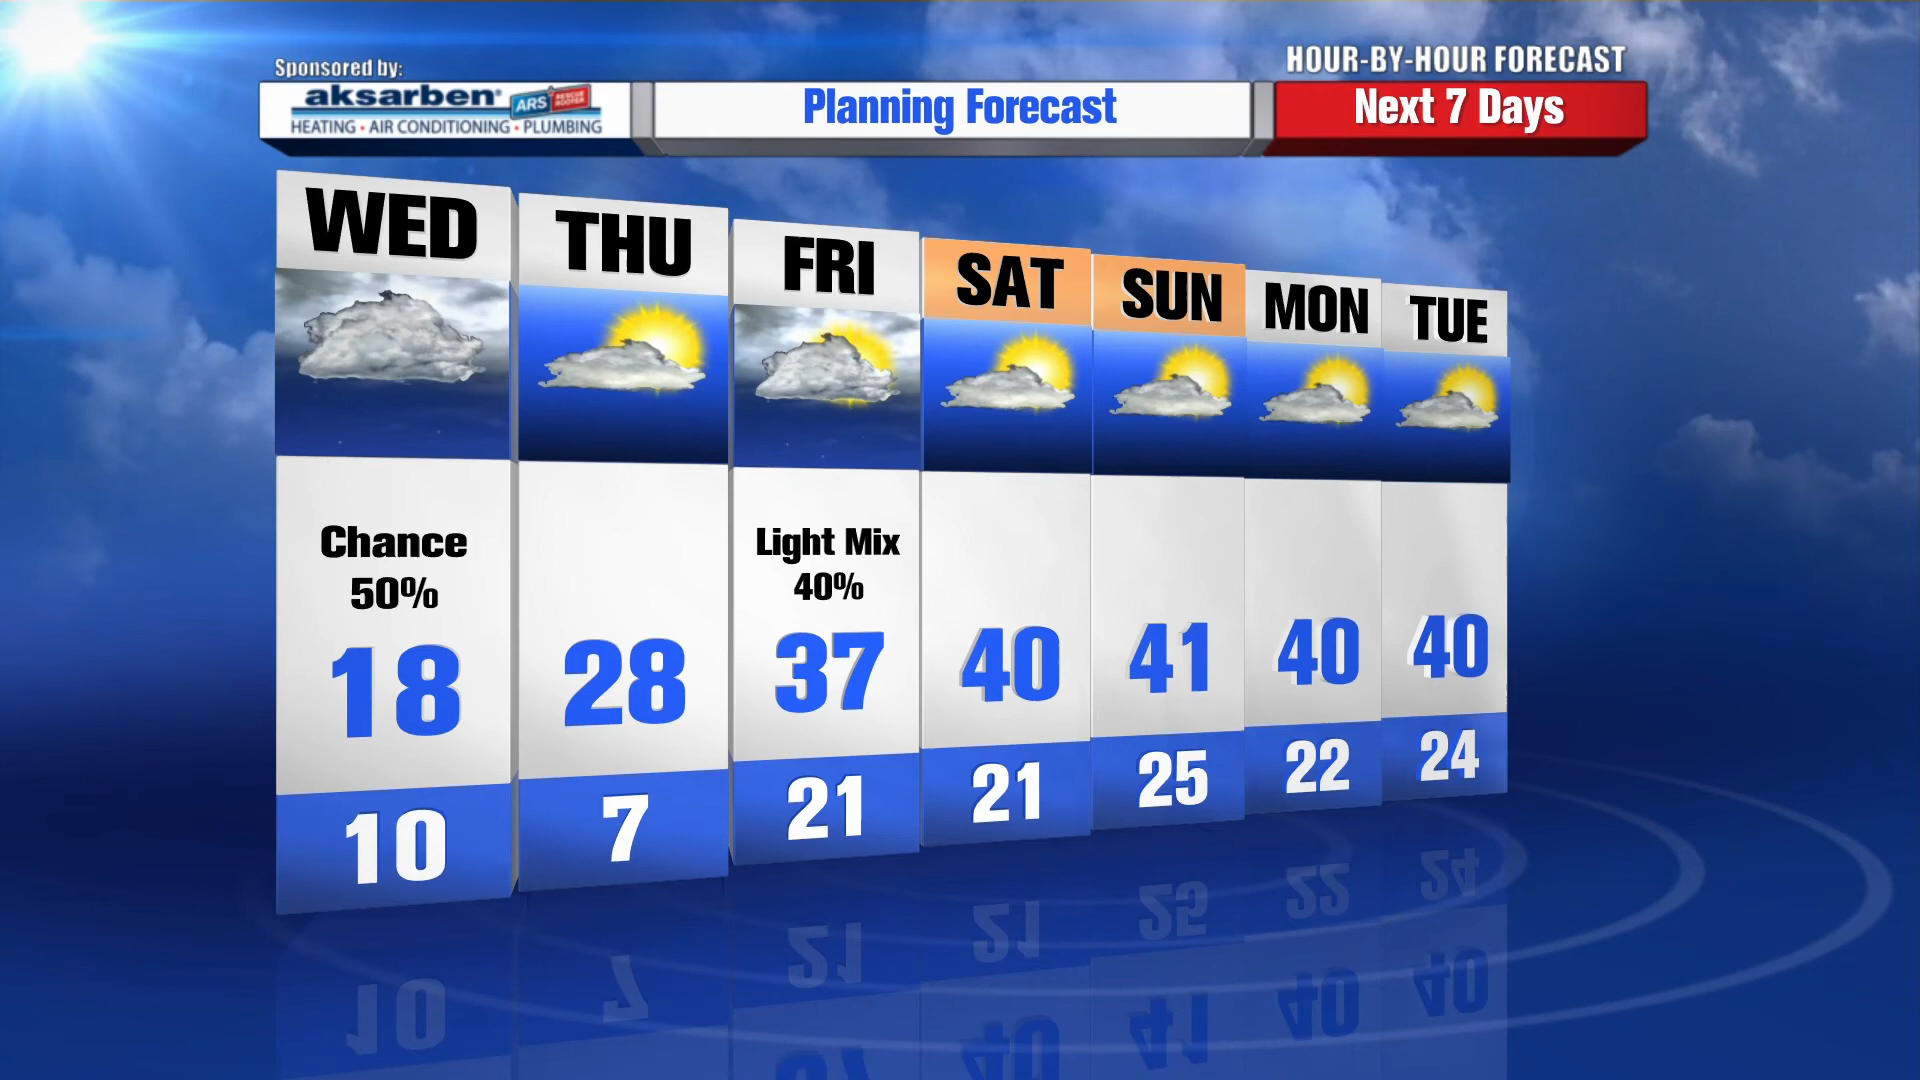 Sponsored by:
aksarben®
ARS RESCUE ROOTER
HEATING • AIR CONDITIONING • PLUMBING
Planning Forecast
HOUR-BY-HOUR FORECAST
Next 7 Days
WED THU FRI SAT SUN MON TUE
Chance
50%
Light Mix
40%
18 28 37 40 41 40 40
10 7 21 21 25 22 24